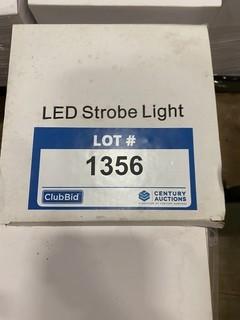 LED Strobe Light
LOT #
1356
ClubBid
CENTURY
AUCTIONS